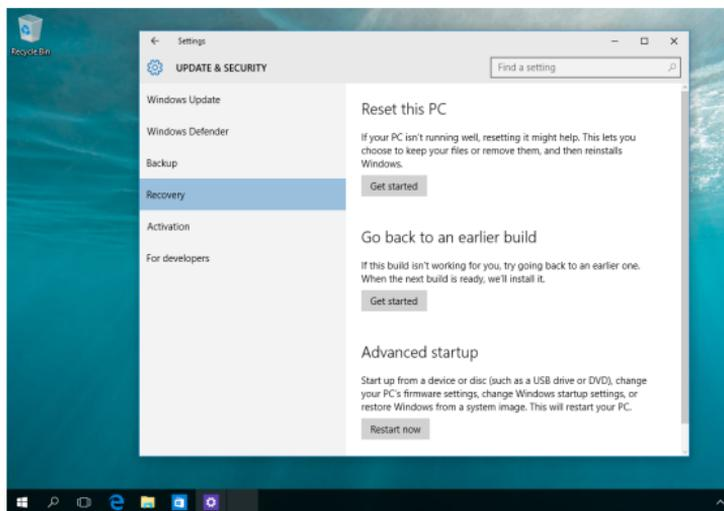 Recycle Bin
Settings
UPDATE & SECURITY
Find a setting
Windows Update
Windows Defender
Backup
Recovery
Activation
For developers
Reset this PC
If your PC isn't running well, resetting it might help. This lets you
choose to keep your files or remove them, and then reinstalls
Windows.
Get started
Go back to an earlier build
If this build isn't working for you, try going back to an earlier one.
When the next build is ready, we'll install it.
Get started
Advanced startup
Start up from a device or disc (such as a USB drive or DVD), change
your PC's firmware settings, change Windows startup settings, or
restore Windows from a system image. This will restart your PC.
Restart now